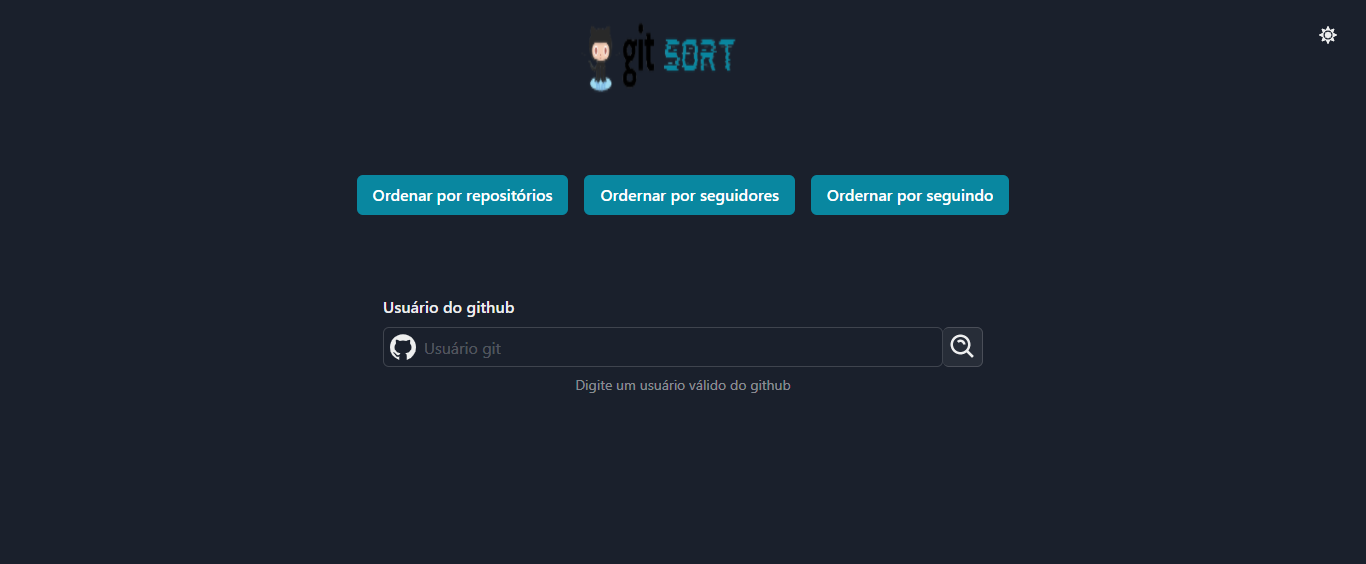 git SORT
Ordenar por repositórios
Ordernar por seguidores
Ordernar por seguindo
Usuário do github
Usuário git
Digite um usuário válido do github